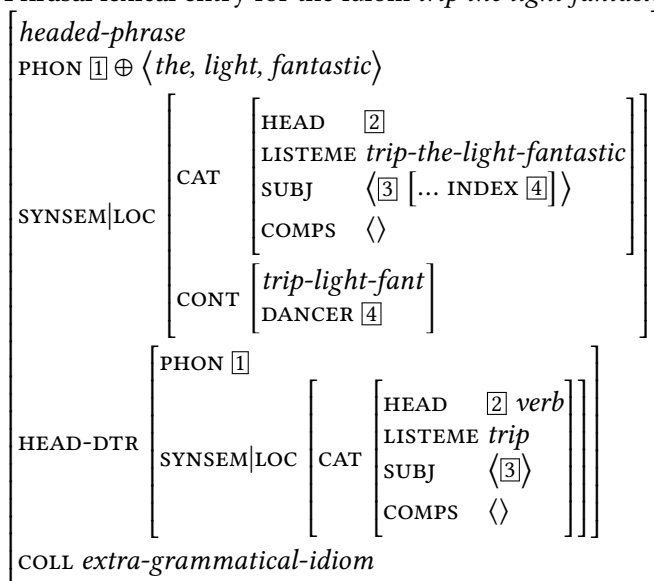 Phrasal lexical entry for the idiom trip the light fantastic
headed-phrase
PHON 1 ⊕ ⟨the, light, fantastic⟩
SYNSEM|LOC
CAT
HEAD 2
LISTEME trip-the-light-fantastic
SUBJ ⟨3 [... INDEX 4]⟩
COMPS ⟨⟩
CONT
trip-light-fant
DANCER 4
HEAD-DTR
PHON 1
SYNSEM|LOC
CAT
HEAD 2 verb
LISTEME trip
SUBJ ⟨3⟩
COMPS ⟨⟩
COLL extra-grammatical-idiom